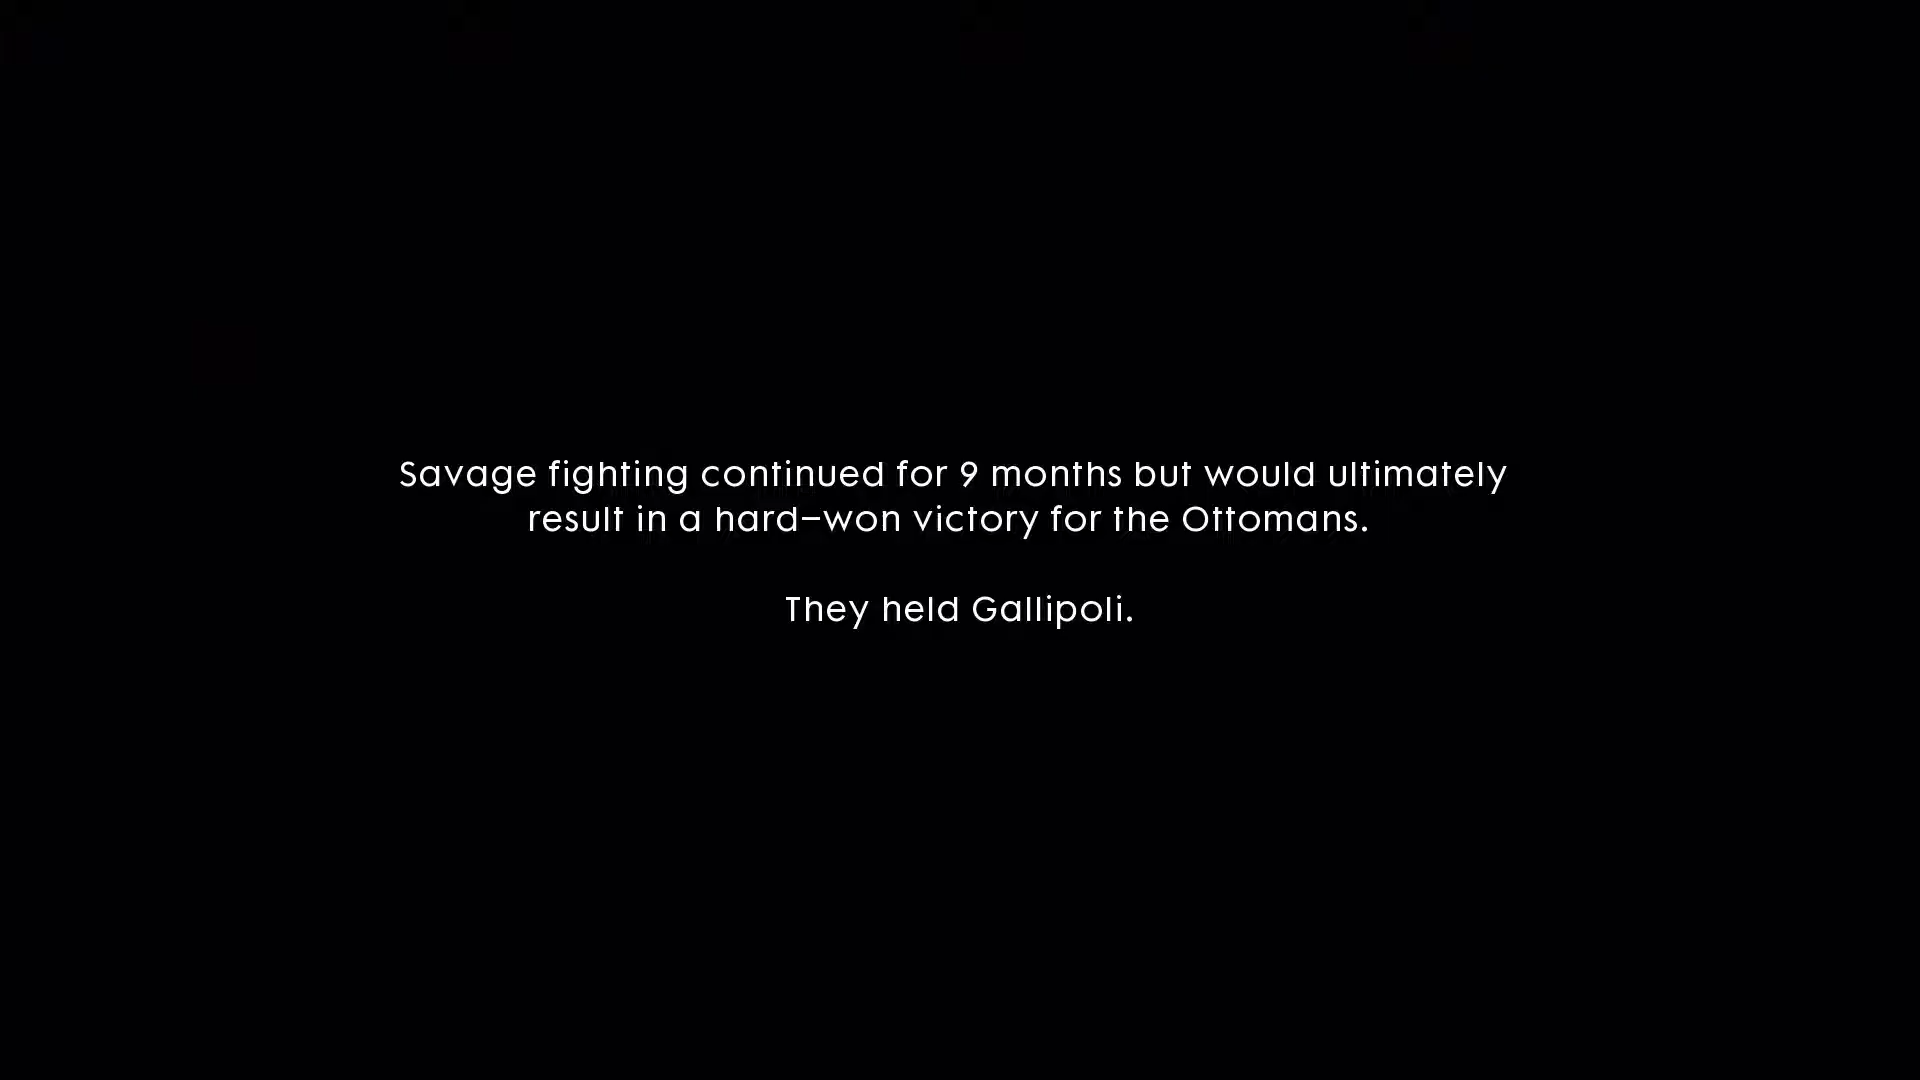 Savage fighting continued for 9 months but would ultimately
result in a hard–won victory for the Ottomans.
They held Gallipoli.